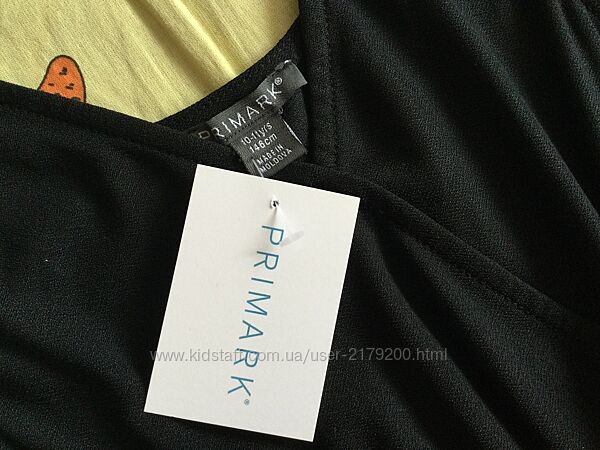 PRIMARK®
10-11yrs
146cm
MADE IN
MOLDOVA
PRIMARK®
www.kidstaff.com.ua/user-2179200.html